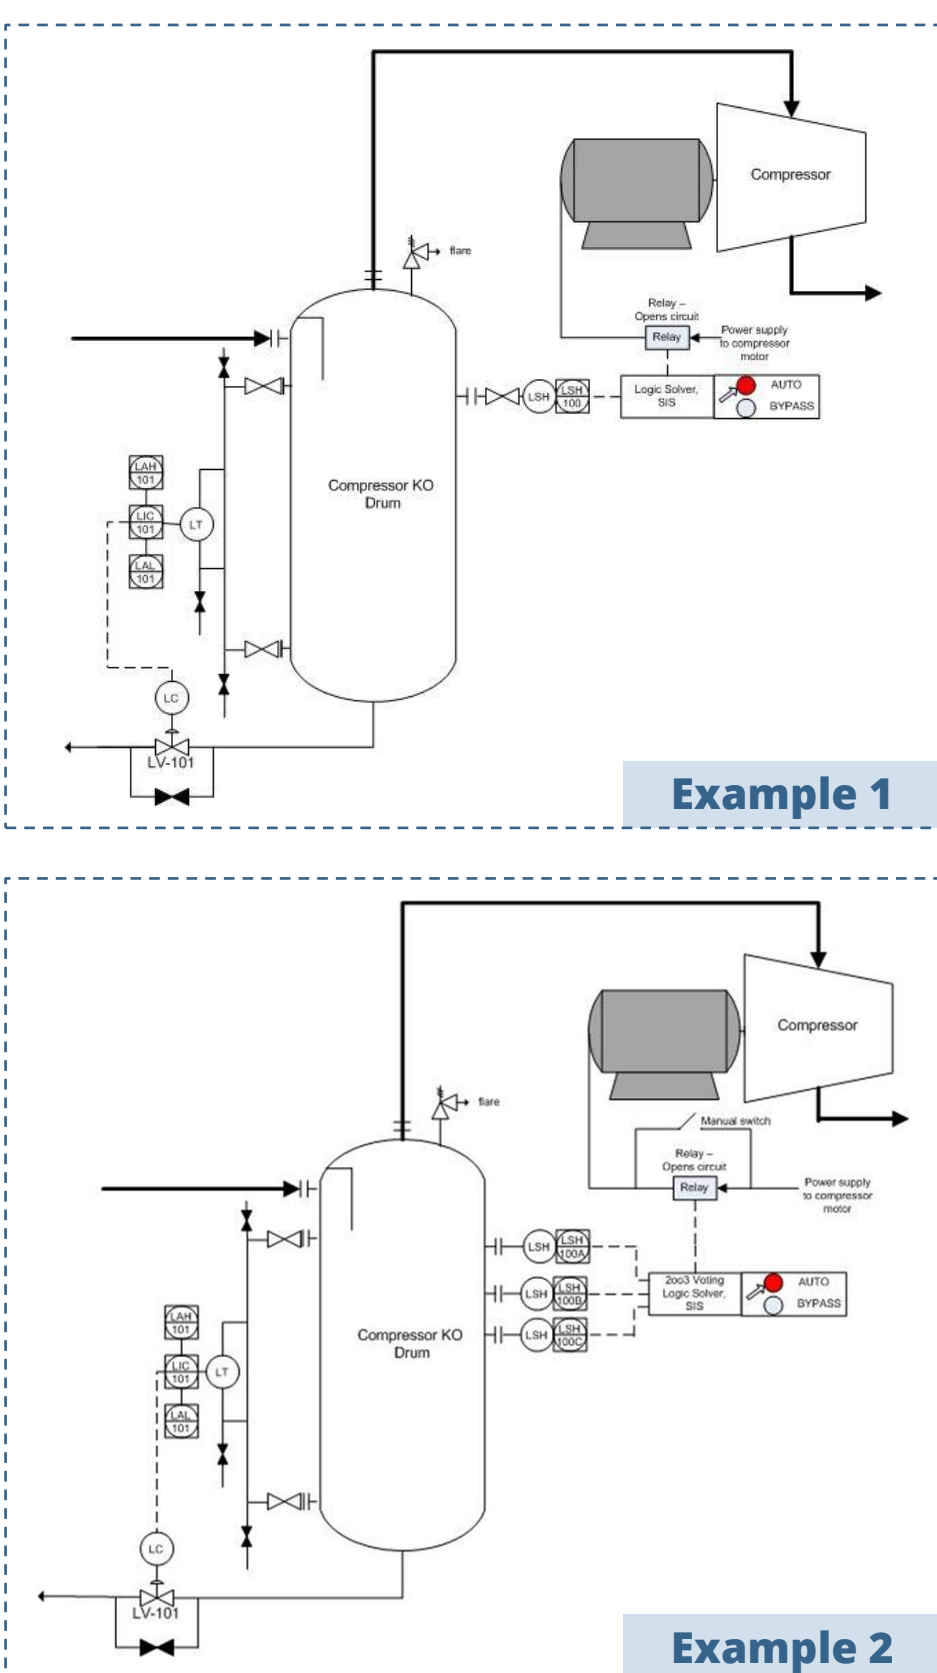 Compressor
flare
Relay –
Opens circuit
Relay
Power supply
to compressor
motor
Logic Solver,
SIS
AUTO
BYPASS
LSH
LSH
100
LAH
101
LIC
101
LT
LAL
101
Compressor KO
Drum
LC
LV-101
Example 1
Compressor
flare
Manual switch
Relay –
Opens circuit
Relay
Power supply
to compressor
motor
LSH
LSH
100A
LSH
LSH
100B
LSH
LSH
100C
2oo3 Voting
Logic Solver,
SIS
AUTO
BYPASS
LAH
101
LIC
101
LT
LAL
101
Compressor KO
Drum
LC
LV-101
Example 2